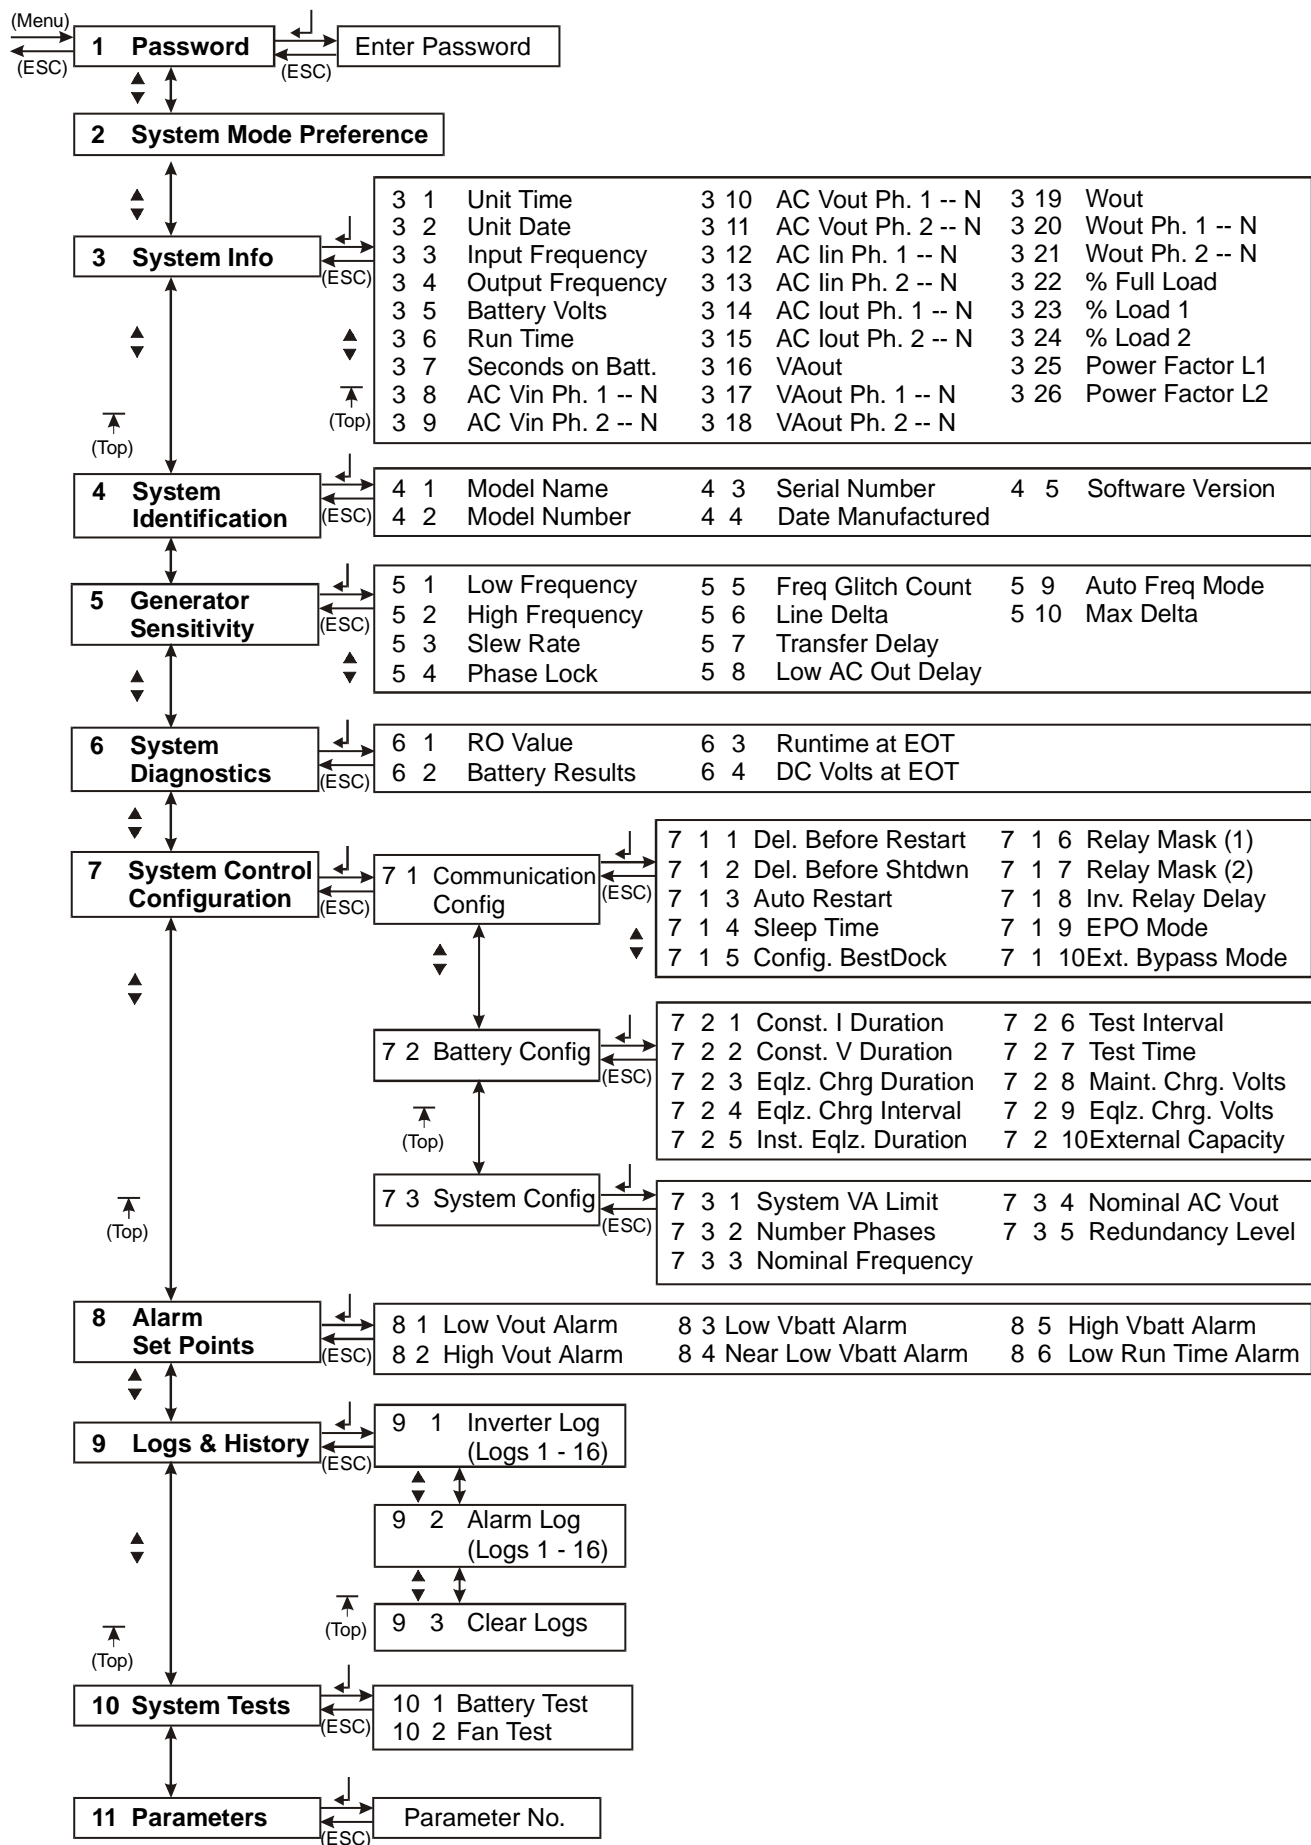 (Menu)
1 Password
Enter Password
(ESC)
(ESC)
2 System Mode Preference
3 System Info
(ESC)
3 1 Unit Time
3 2 Unit Date
3 3 Input Frequency
3 4 Output Frequency
3 5 Battery Volts
3 6 Run Time
3 7 Seconds on Batt.
3 8 AC Vin Ph. 1 -- N
3 9 AC Vin Ph. 2 -- N
3 10 AC Vout Ph. 1 -- N
3 11 AC Vout Ph. 2 -- N
3 12 AC Iin Ph. 1 -- N
3 13 AC Iin Ph. 2 -- N
3 14 AC Iout Ph. 1 -- N
3 15 AC Iout Ph. 2 -- N
3 16 VAout
3 17 VAout Ph. 1 -- N
3 18 VAout Ph. 2 -- N
3 19 Wout
3 20 Wout Ph. 1 -- N
3 21 Wout Ph. 2 -- N
3 22 % Full Load
3 23 % Load 1
3 24 % Load 2
3 25 Power Factor L1
3 26 Power Factor L2
(Top)
(Top)
4 System
Identification
(ESC)
4 1 Model Name
4 2 Model Number
4 3 Serial Number
4 4 Date Manufactured
4 5 Software Version
5 Generator
Sensitivity
(ESC)
5 1 Low Frequency
5 2 High Frequency
5 3 Slew Rate
5 4 Phase Lock
5 5 Freq Glitch Count
5 6 Line Delta
5 7 Transfer Delay
5 8 Low AC Out Delay
5 9 Auto Freq Mode
5 10 Max Delta
6 System
Diagnostics
(ESC)
6 1 RO Value
6 2 Battery Results
6 3 Runtime at EOT
6 4 DC Volts at EOT
7 System Control
Configuration
(ESC)
7 1 Communication
Config
(ESC)
7 1 1 Del. Before Restart
7 1 2 Del. Before Shtdwn
7 1 3 Auto Restart
7 1 4 Sleep Time
7 1 5 Config. BestDock
7 1 6 Relay Mask (1)
7 1 7 Relay Mask (2)
7 1 8 Inv. Relay Delay
7 1 9 EPO Mode
7 1 10Ext. Bypass Mode
7 2 Battery Config
(ESC)
7 2 1 Const. I Duration
7 2 2 Const. V Duration
7 2 3 Eqlz. Chrg Duration
7 2 4 Eqlz. Chrg Interval
7 2 5 Inst. Eqlz. Duration
7 2 6 Test Interval
7 2 7 Test Time
7 2 8 Maint. Chrg. Volts
7 2 9 Eqlz. Chrg. Volts
7 2 10External Capacity
(Top)
7 3 System Config
(ESC)
7 3 1 System VA Limit
7 3 2 Number Phases
7 3 3 Nominal Frequency
7 3 4 Nominal AC Vout
7 3 5 Redundancy Level
(Top)
8 Alarm
Set Points
(ESC)
8 1 Low Vout Alarm
8 2 High Vout Alarm
8 3 Low Vbatt Alarm
8 4 Near Low Vbatt Alarm
8 5 High Vbatt Alarm
8 6 Low Run Time Alarm
9 Logs & History
(ESC)
9 1 Inverter Log
(Logs 1 - 16)
9 2 Alarm Log
(Logs 1 - 16)
9 3 Clear Logs
(Top)
(Top)
10 System Tests
(ESC)
10 1 Battery Test
10 2 Fan Test
11 Parameters
(ESC)
Parameter No.